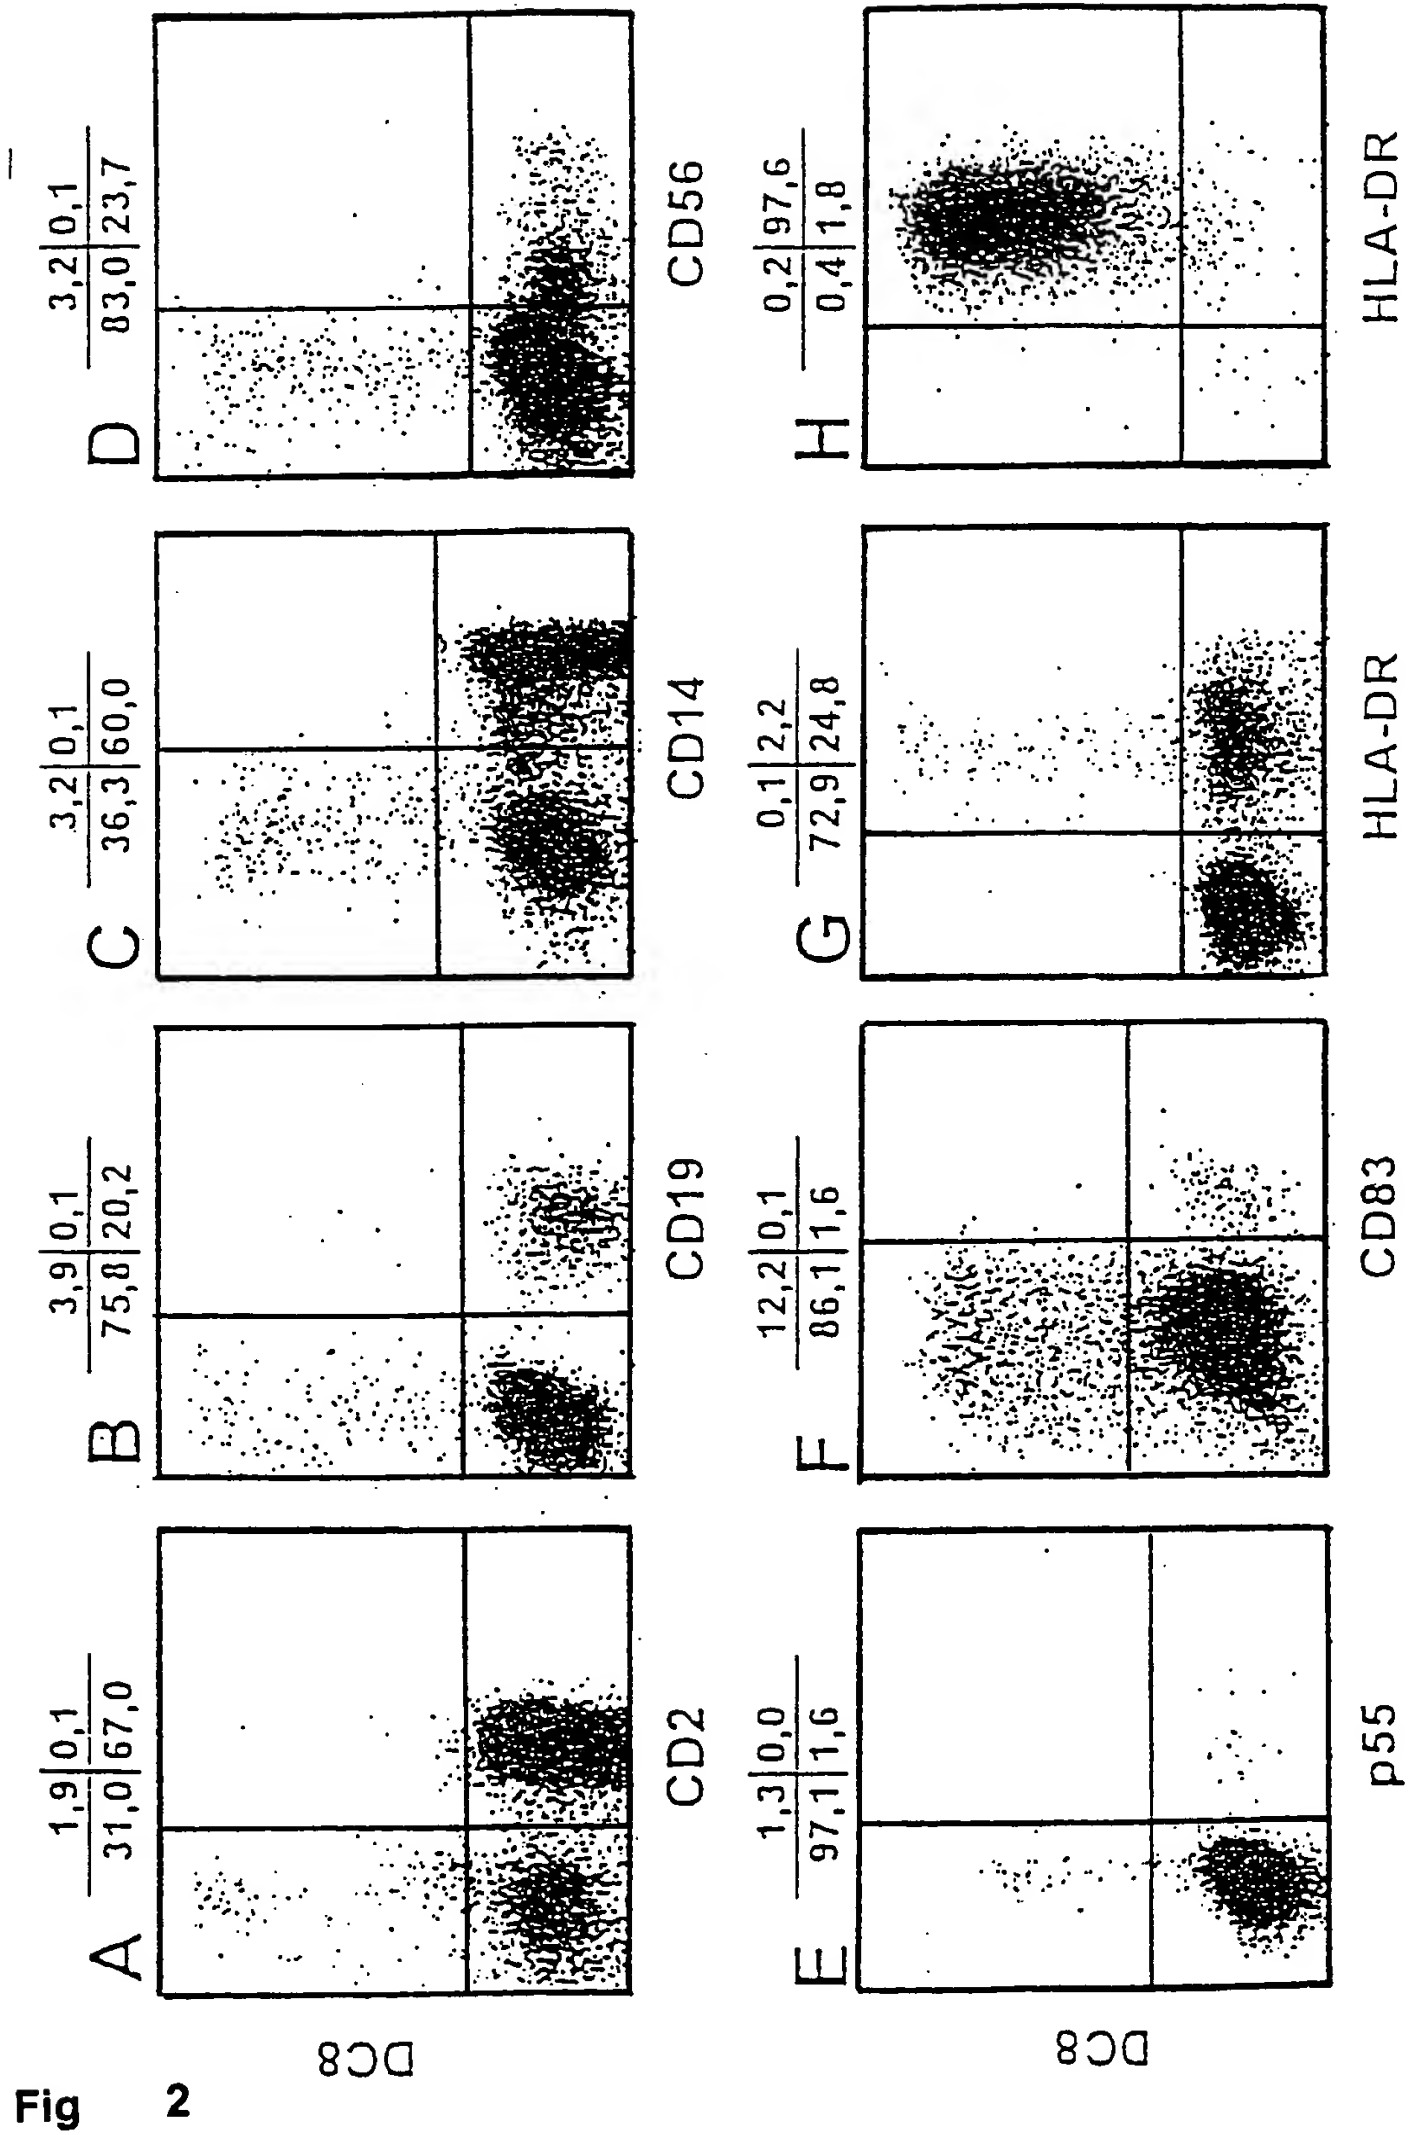 A
1,9 0,1
31,0 67,0
B
3,9 0,1
75,8 20,2
C
3,2 0,1
36,3 60,0
D
3,2 0,1
83,0 23,7
DC8
CD2
CD19
CD14
CD56
E
1,3 0,0
97,1 1,6
F
12,2 0,1
86,1 1,6
G
0,1 2,2
72,9 24,8
H
0,2 97,6
0,4 1,8
DC8
p55
CD83
HLA-DR
HLA-DR
Fig 2